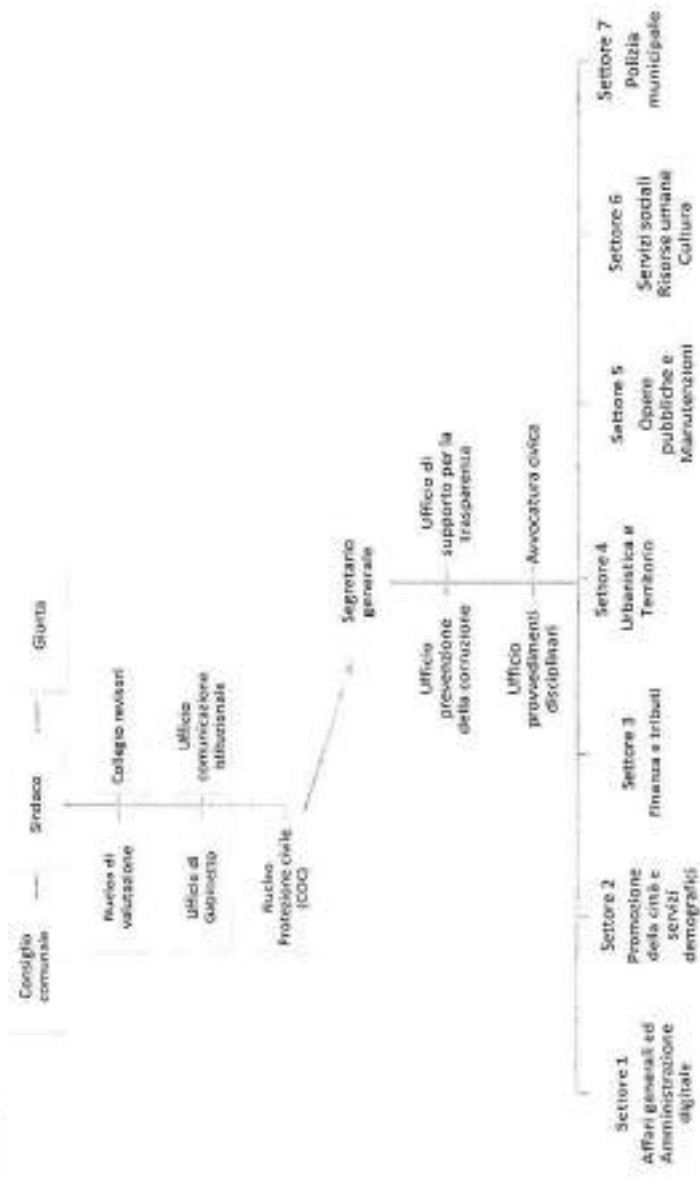 Consiglio
comunale
Sindaco
Giunta
Nucleo di
valutazione
Collegio revisori
Ufficio di
Gabinetto
Ufficio
comunicazione
istituzionale
Nucleo
Protezione civile
(COC)
Segretario
generale
Ufficio
prevenzione
della corruzione
Ufficio di
supporto per la
trasparenza
Ufficio
provvedimenti
disciplinari
Avvocatura civica
Settore 1
Affari generali ed
Amministrazione
digitale
Settore 2
Promozione
della città e
servizi
demografici
Settore 3
Finanza e tributi
Settore 4
Urbanistica e
Territorio
Settore 5
Opere
pubbliche e
Manutenzioni
Settore 6
Servizi sociali
Risorse umane
Cultura
Settore 7
Polizia
municipale